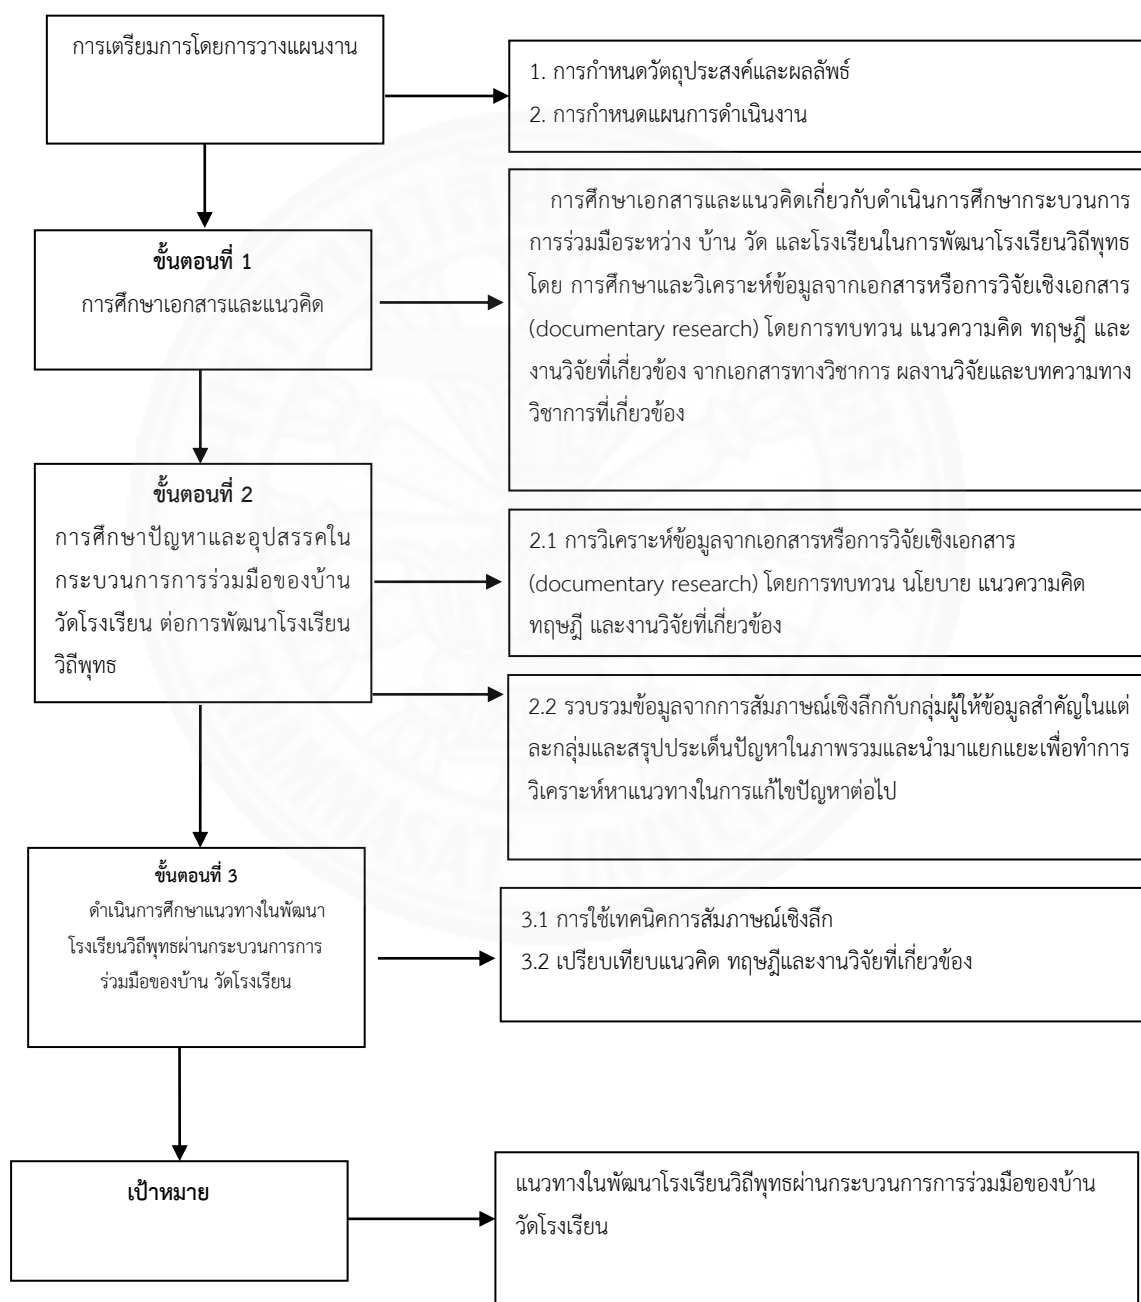 การเตรียมการโดยการวางแผนงาน
1. การกำหนดวัตถุประสงค์และผลลัพธ์
2. การกำหนดแผนการดำเนินงาน
ขั้นตอนที่ 1
การศึกษาเอกสารและแนวคิด
การศึกษาเอกสารและแนวคิดเกี่ยวกับดำเนินการศึกษากระบวนการ
การร่วมมือระหว่าง บ้าน วัด และโรงเรียนในการพัฒนาโรงเรียนวิถีพุทธ
โดย การศึกษาและวิเคราะห์ข้อมูลจากเอกสารหรือการวิจัยเชิงเอกสาร
(documentary research) โดยการทบทวน แนวความคิด ทฤษฎี และ
งานวิจัยที่เกี่ยวข้อง จากเอกสารทางวิชาการ ผลงานวิจัยและบทความทาง
วิชาการที่เกี่ยวข้อง
ขั้นตอนที่ 2
การศึกษาปัญหาและอุปสรรคใน
กระบวนการการร่วมมือของบ้าน
วัดโรงเรียน ต่อการพัฒนาโรงเรียน
วิถีพุทธ
2.1 การวิเคราะห์ข้อมูลจากเอกสารหรือการวิจัยเชิงเอกสาร
(documentary research) โดยการทบทวน นโยบาย แนวความคิด
ทฤษฎี และงานวิจัยที่เกี่ยวข้อง
2.2 รวบรวมข้อมูลจากการสัมภาษณ์เชิงลึกกับกลุ่มผู้ให้ข้อมูลสำคัญในแต่
ละกลุ่มและสรุปประเด็นปัญหาในภาพรวมและนำมาแยกแยะเพื่อทำการ
วิเคราะห์หาแนวทางในการแก้ไขปัญหาต่อไป
ขั้นตอนที่ 3
ดำเนินการศึกษาแนวทางในพัฒนา
โรงเรียนวิถีพุทธผ่านกระบวนการการ
ร่วมมือของบ้าน วัดโรงเรียน
3.1 การใช้เทคนิคการสัมภาษณ์เชิงลึก
3.2 เปรียบเทียบแนวคิด ทฤษฎีและงานวิจัยที่เกี่ยวข้อง
เป้าหมาย
แนวทางในพัฒนาโรงเรียนวิถีพุทธผ่านกระบวนการการร่วมมือของบ้าน
วัดโรงเรียน
THAMMASAT UNIVERSITY